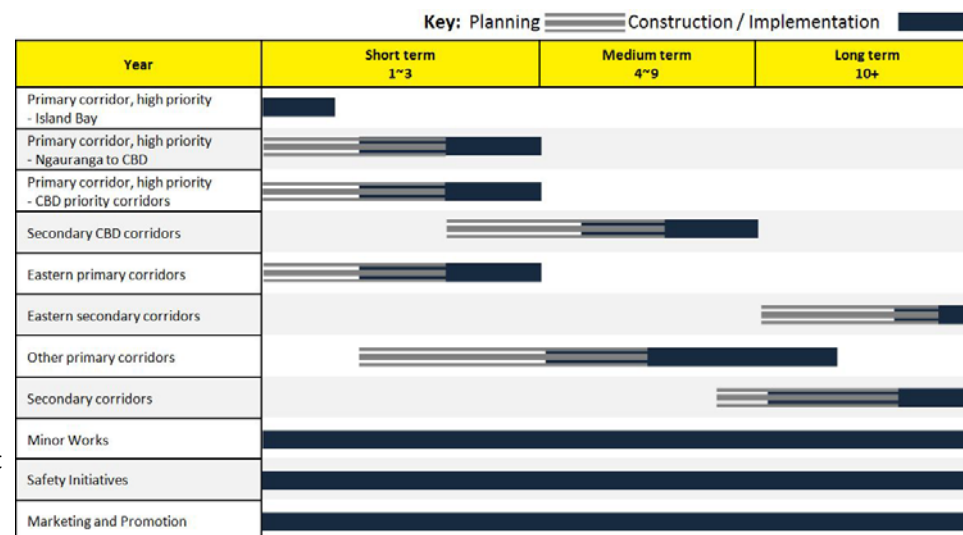 Key: Planning Construction / Implementation
Year
Short term
1~3
Medium term
4~9
Long term
10+
Primary corridor, high priority
- Island Bay
Primary corridor, high priority
- Ngauranga to CBD
Primary corridor, high priority
- CBD priority corridors
Secondary CBD corridors
Eastern primary corridors
Eastern secondary corridors
Other primary corridors
Secondary corridors
Minor Works
Safety Initiatives
Marketing and Promotion